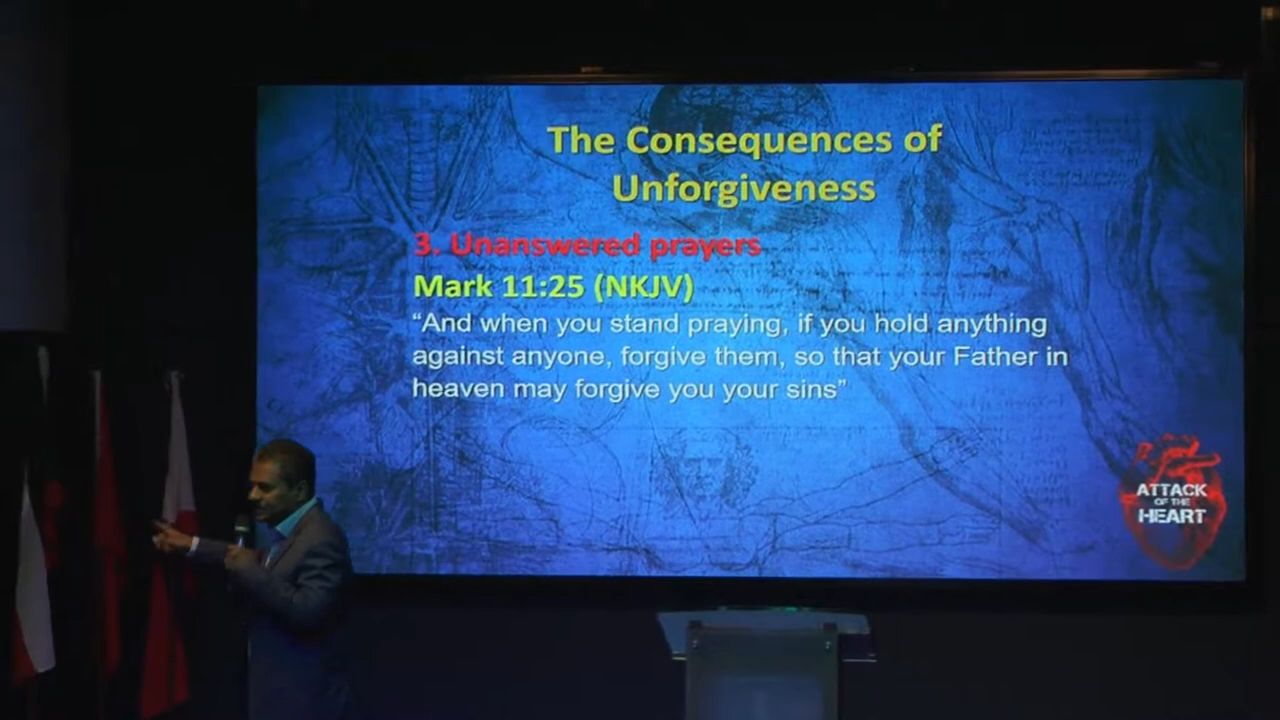 The Consequences of
Unforgiveness
3. Unanswered prayers
Mark 11:25 (NKJV)
“And when you stand praying, if you hold anything
against anyone, forgive them, so that your Father in
heaven may forgive you your sins”
ATTACK
OF THE
HEART